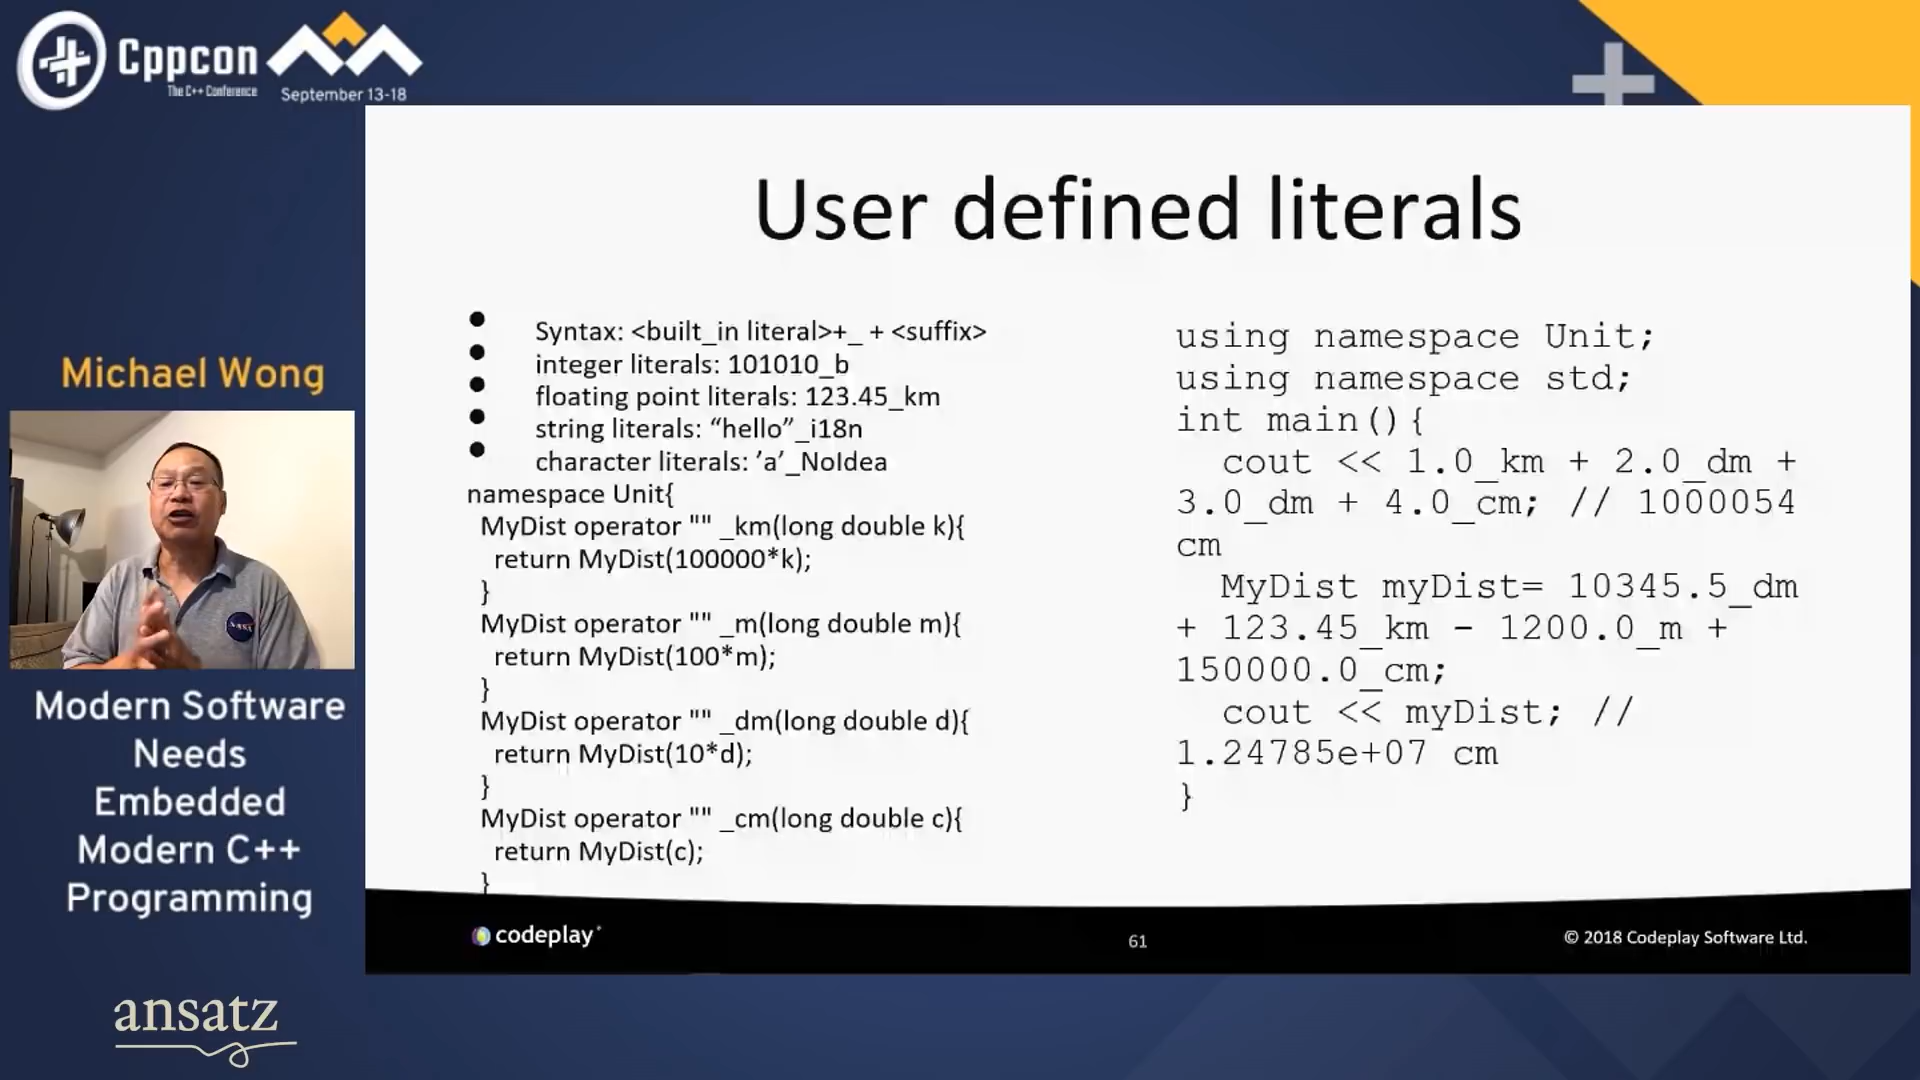 Cppcon
The C++ Conference
September 13-18
User defined literals
Michael Wong
Syntax: <built_in literal>+_ + <suffix>
integer literals: 101010_b
floating point literals: 123.45_km
string literals: “hello”_i18n
character literals: ’a’_NoIdea
namespace Unit{
MyDist operator "" _km(long double k){
return MyDist(100000*k);
}
MyDist operator "" _m(long double m){
return MyDist(100*m);
}
MyDist operator "" _dm(long double d){
return MyDist(10*d);
}
MyDist operator "" _cm(long double c){
return MyDist(c);
}
using namespace Unit;
using namespace std;
int main(){
cout << 1.0_km + 2.0_dm +
3.0_dm + 4.0_cm; // 1000054
cm
MyDist myDist= 10345.5_dm
+ 123.45_km - 1200.0_m +
150000.0_cm;
cout << myDist; //
1.24785e+07 cm
}
NASA
Modern Software
Needs
Embedded
Modern C++
Programming
codeplay
61
© 2018 Codeplay Software Ltd.
ansatz